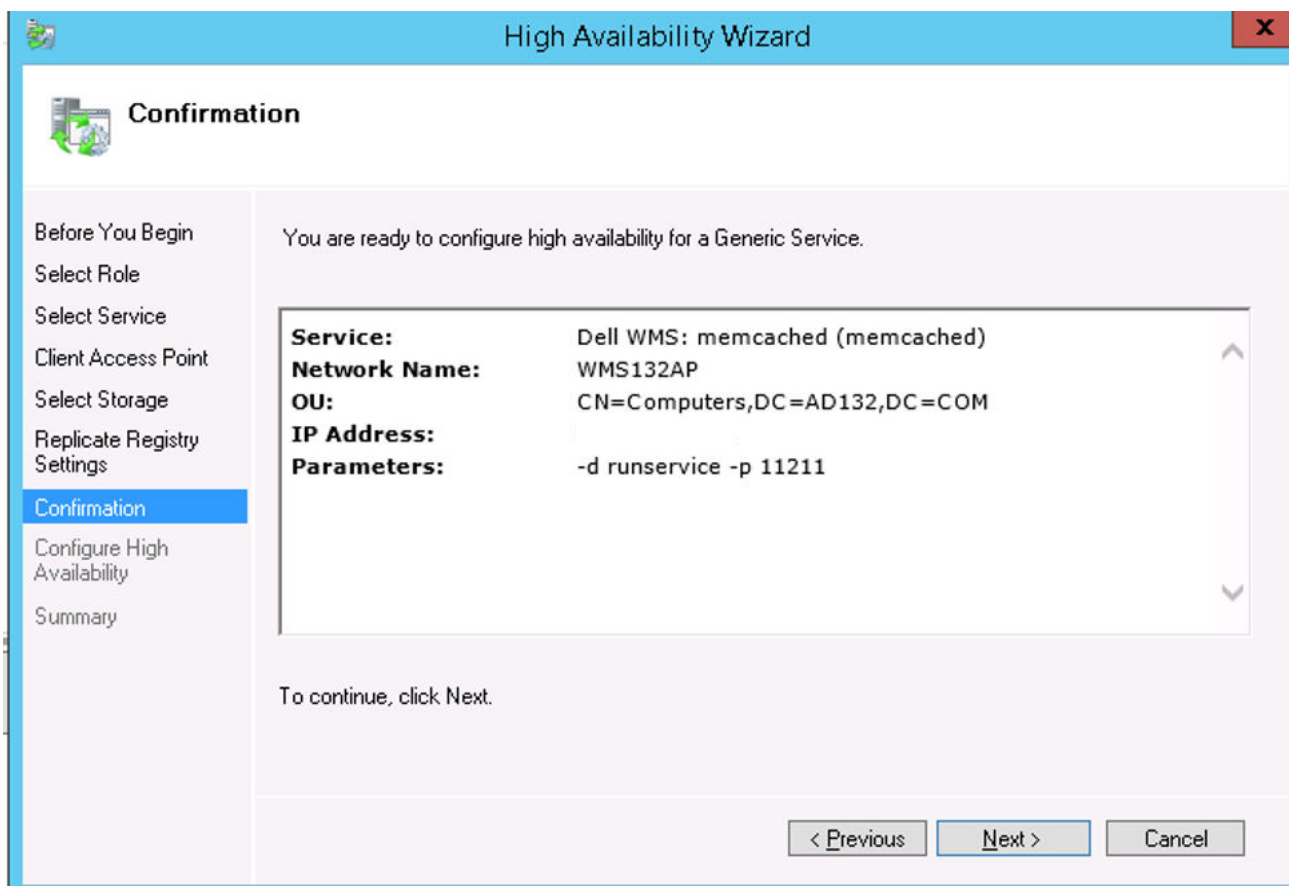 High Availability Wizard
x
Confirmation
Before You Begin
Select Role
Select Service
Client Access Point
Select Storage
Replicate Registry
Settings
Confirmation
Configure High
Availability
Summary
You are ready to configure high availability for a Generic Service.
Service: Dell WMS: memcached (memcached)
Network Name: WMS132AP
OU: CN=Computers,DC=AD132,DC=COM
IP Address:
Parameters: -d runservice -p 11211
To continue, click Next.
< Previous Next > Cancel